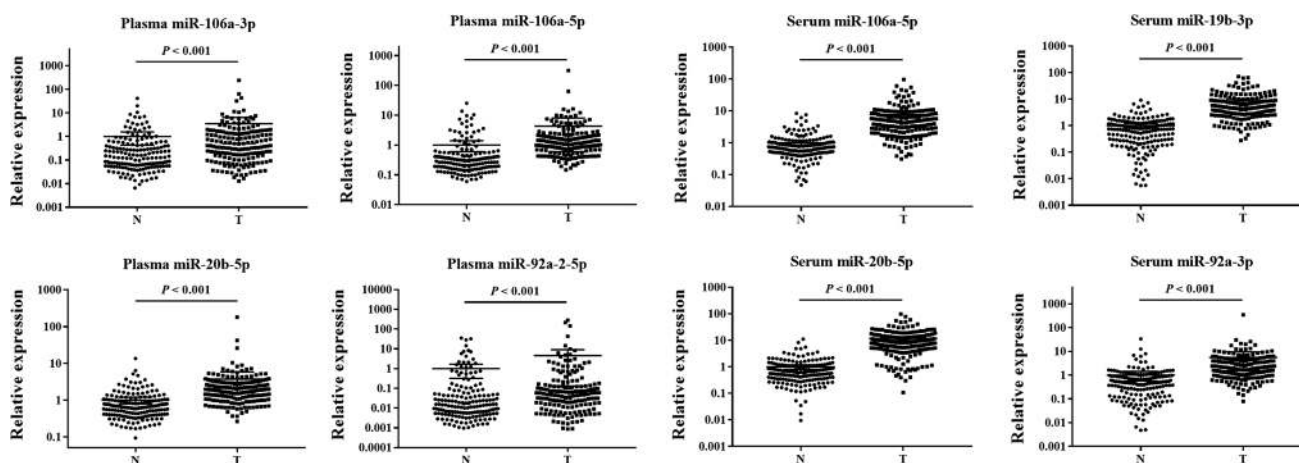 Plasma miR-106a-3p
P < 0.001
Relative expression
1000
100
10
1
0.1
0.01
0.001
N
T
Plasma miR-106a-5p
P < 0.001
Relative expression
1000
100
10
1
0.1
0.01
N
T
Serum miR-106a-5p
P < 0.001
Relative expression
1000
100
10
1
0.1
0.01
N
T
Serum miR-19b-3p
P < 0.001
Relative expression
1000
100
10
1
0.1
0.01
0.001
N
T
Plasma miR-20b-5p
P < 0.001
Relative expression
1000
100
10
1
0.1
N
T
Plasma miR-92a-2-5p
P < 0.001
Relative expression
10000
1000
100
10
1
0.1
0.01
0.001
0.0001
N
T
Serum miR-20b-5p
P < 0.001
Relative expression
1000
100
10
1
0.1
0.01
0.001
N
T
Serum miR-92a-3p
P < 0.001
Relative expression
1000
100
10
1
0.1
0.01
0.001
N
T